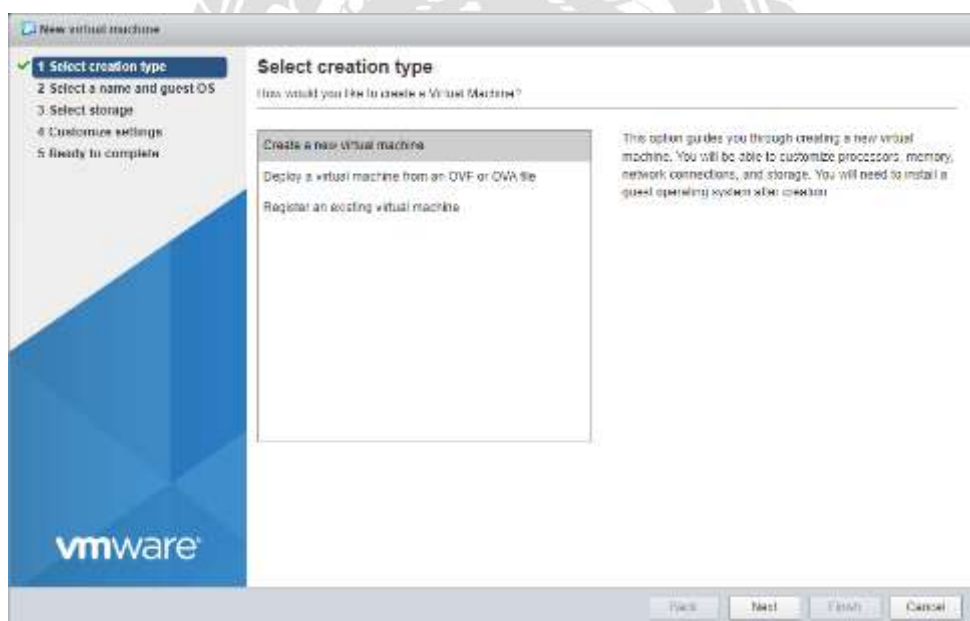 New virtual machine
1 Select creation type
2 Select a name and guest OS
3 Select storage
4 Customize settings
5 Ready to complete
Select creation type
How would you like to create a Virtual Machine?
Create a new virtual machine
Deploy a virtual machine from an OVF or OVA file
Register an existing virtual machine
This option guides you through creating a new virtual
machine. You will be able to customize processors, memory,
network connections, and storage. You will need to install a
guest operating system after creation.
vmware
Back Next Finish Cancel